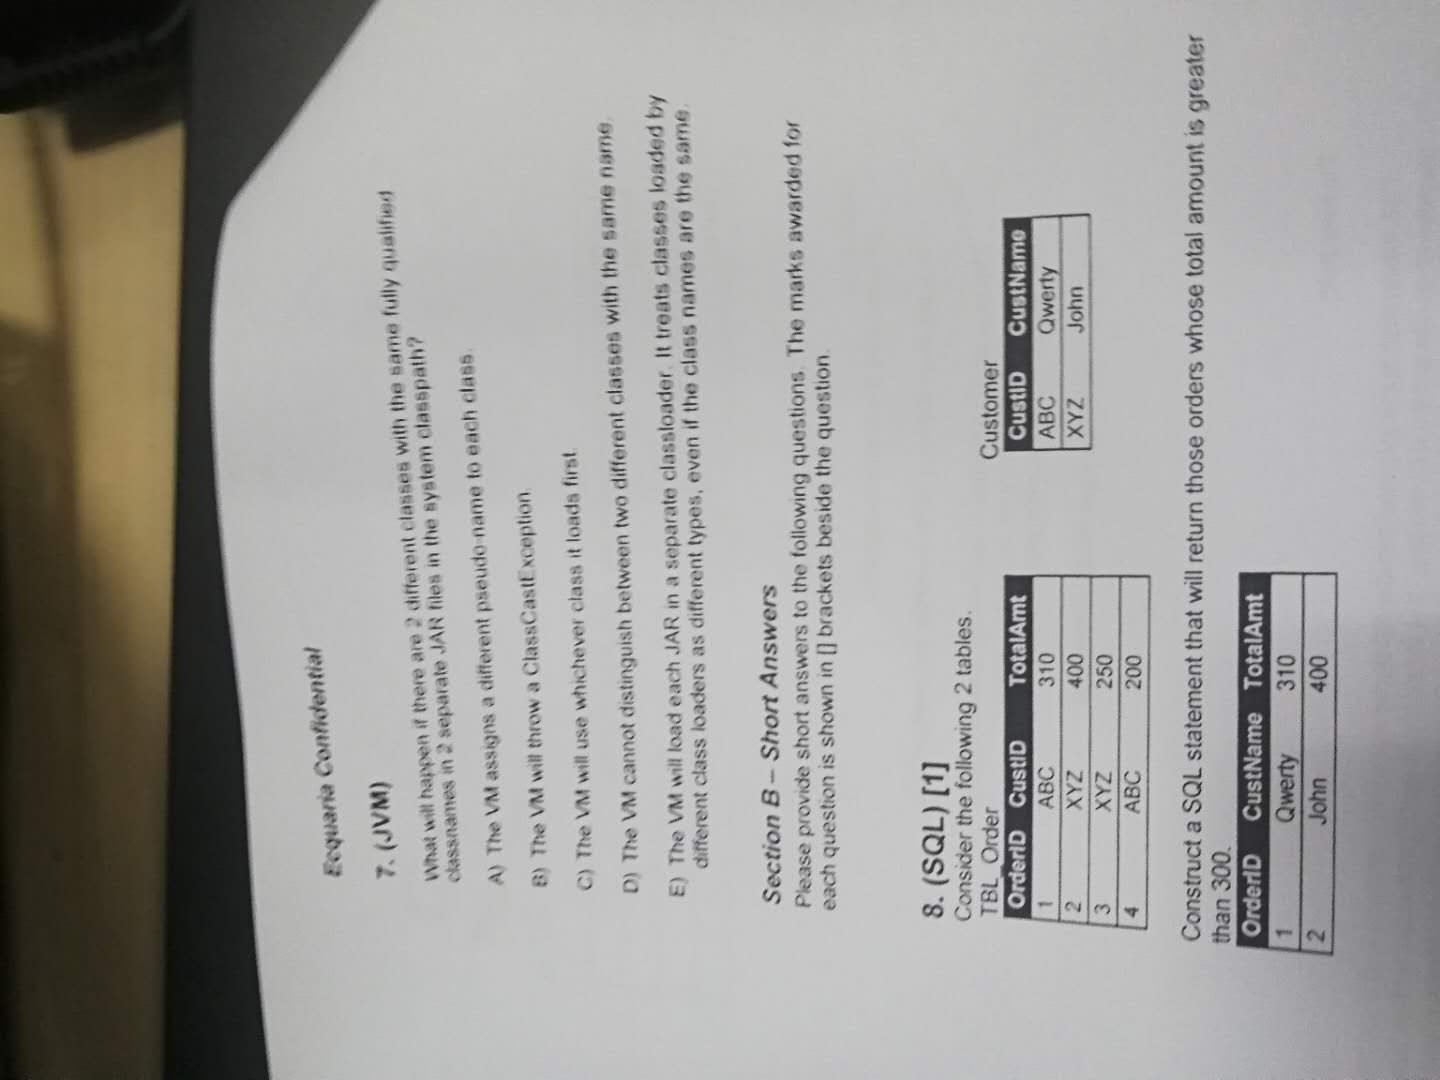 Ecquaria Confidential
7. (JVM)
What will happen if there are 2 different classes with the same fully qualified
classnames in 2 separate JAR files in the system classpath?
A) The VM assigns a different pseudo-name to each class.
B) The VM will throw a ClassCastException.
C) The VM will use whichever class it loads first.
D) The VM cannot distinguish between two different classes with the same name.
E) The VM will load each JAR in a separate classloader. It treats classes loaded by
different class loaders as different types, even if the class names are the same.
Section B – Short Answers
Please provide short answers to the following questions. The marks awarded for
each question is shown in [] brackets beside the question.
8. (SQL) [1]
Consider the following 2 tables.
TBL_Order
OrderID CustID TotalAmt
1 ABC 310
2 XYZ 400
3 XYZ 250
4 ABC 200
Customer
CustID CustName
ABC Qwerty
XYZ John
Construct a SQL statement that will return those orders whose total amount is greater
than 300.
OrderID CustName TotalAmt
1 Qwerty 310
2 John 400